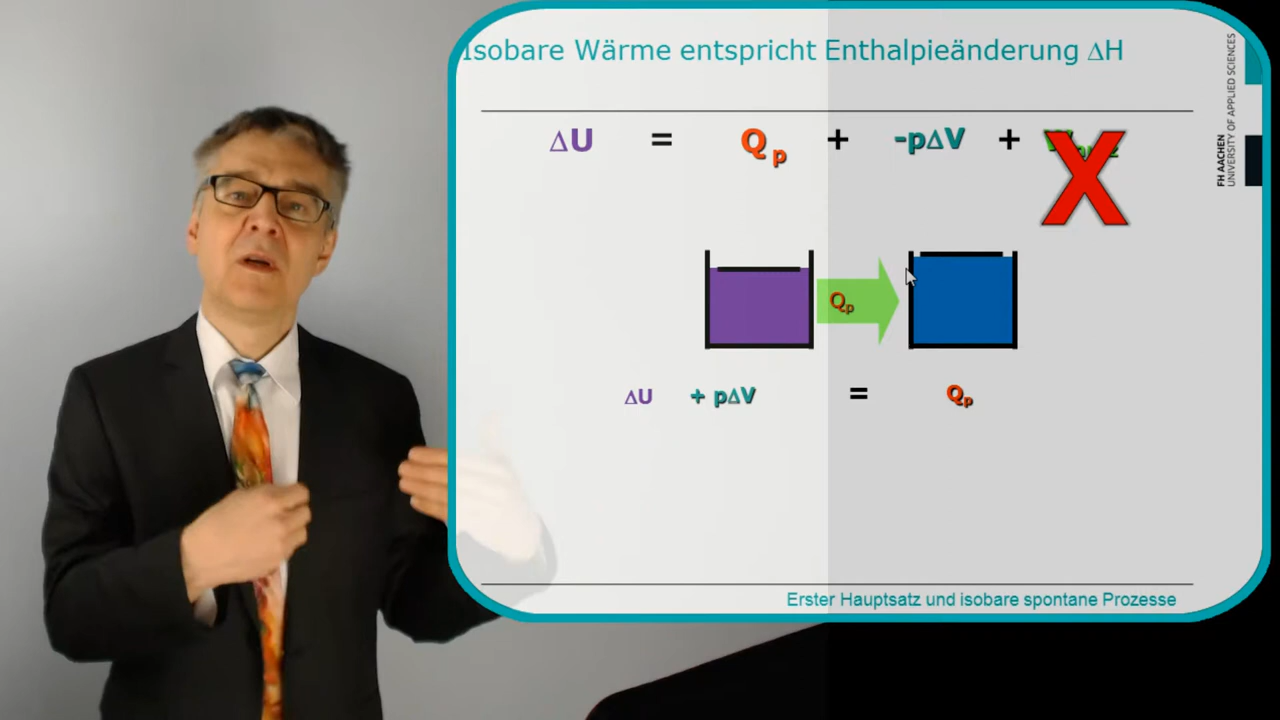 Isobare Wärme entspricht Enthalpieänderung ΔH
ΔU = Qp + -pΔV +
X
Qp
ΔU + pΔV = Qp
Erster Hauptsatz und isobare spontane Prozesse
FH AACHEN
UNIVERSITY OF APPLIED SCIENCES